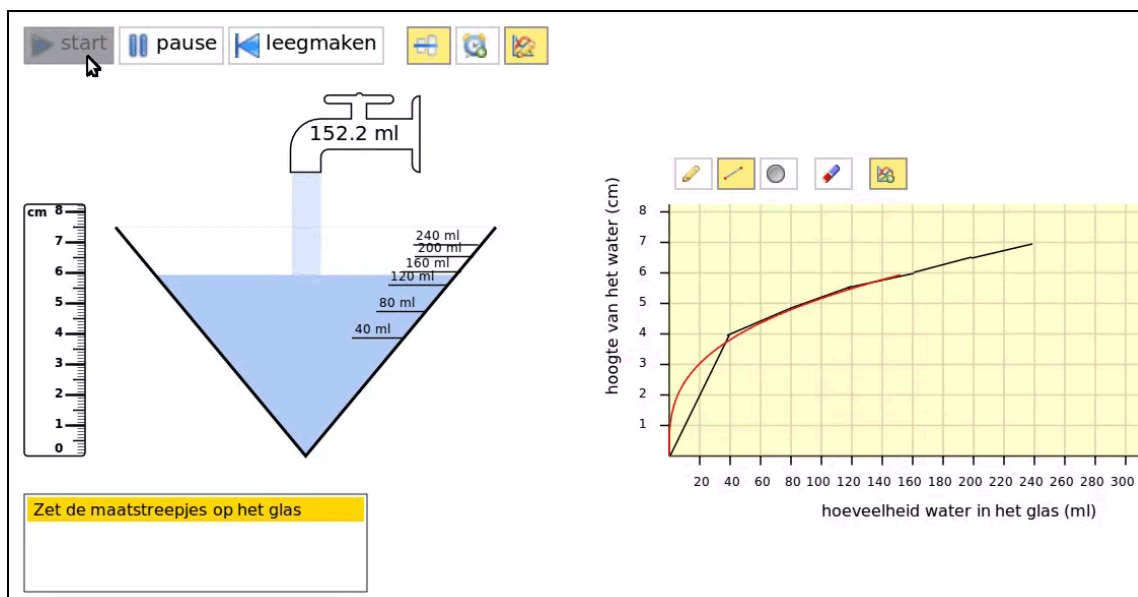 start pause leegmaken
152.2 ml
cm 8
7
6
5
4
3
2
1
0
240 ml
200 ml
160 ml
120 ml
80 ml
40 ml
Zet de maatstreepjes op het glas
hoogte van het water (cm)
8
7
6
5
4
3
2
1
20 40 60 80 100 120 140 160 180 200 220 240 260 280 300
hoeveelheid water in het glas (ml)